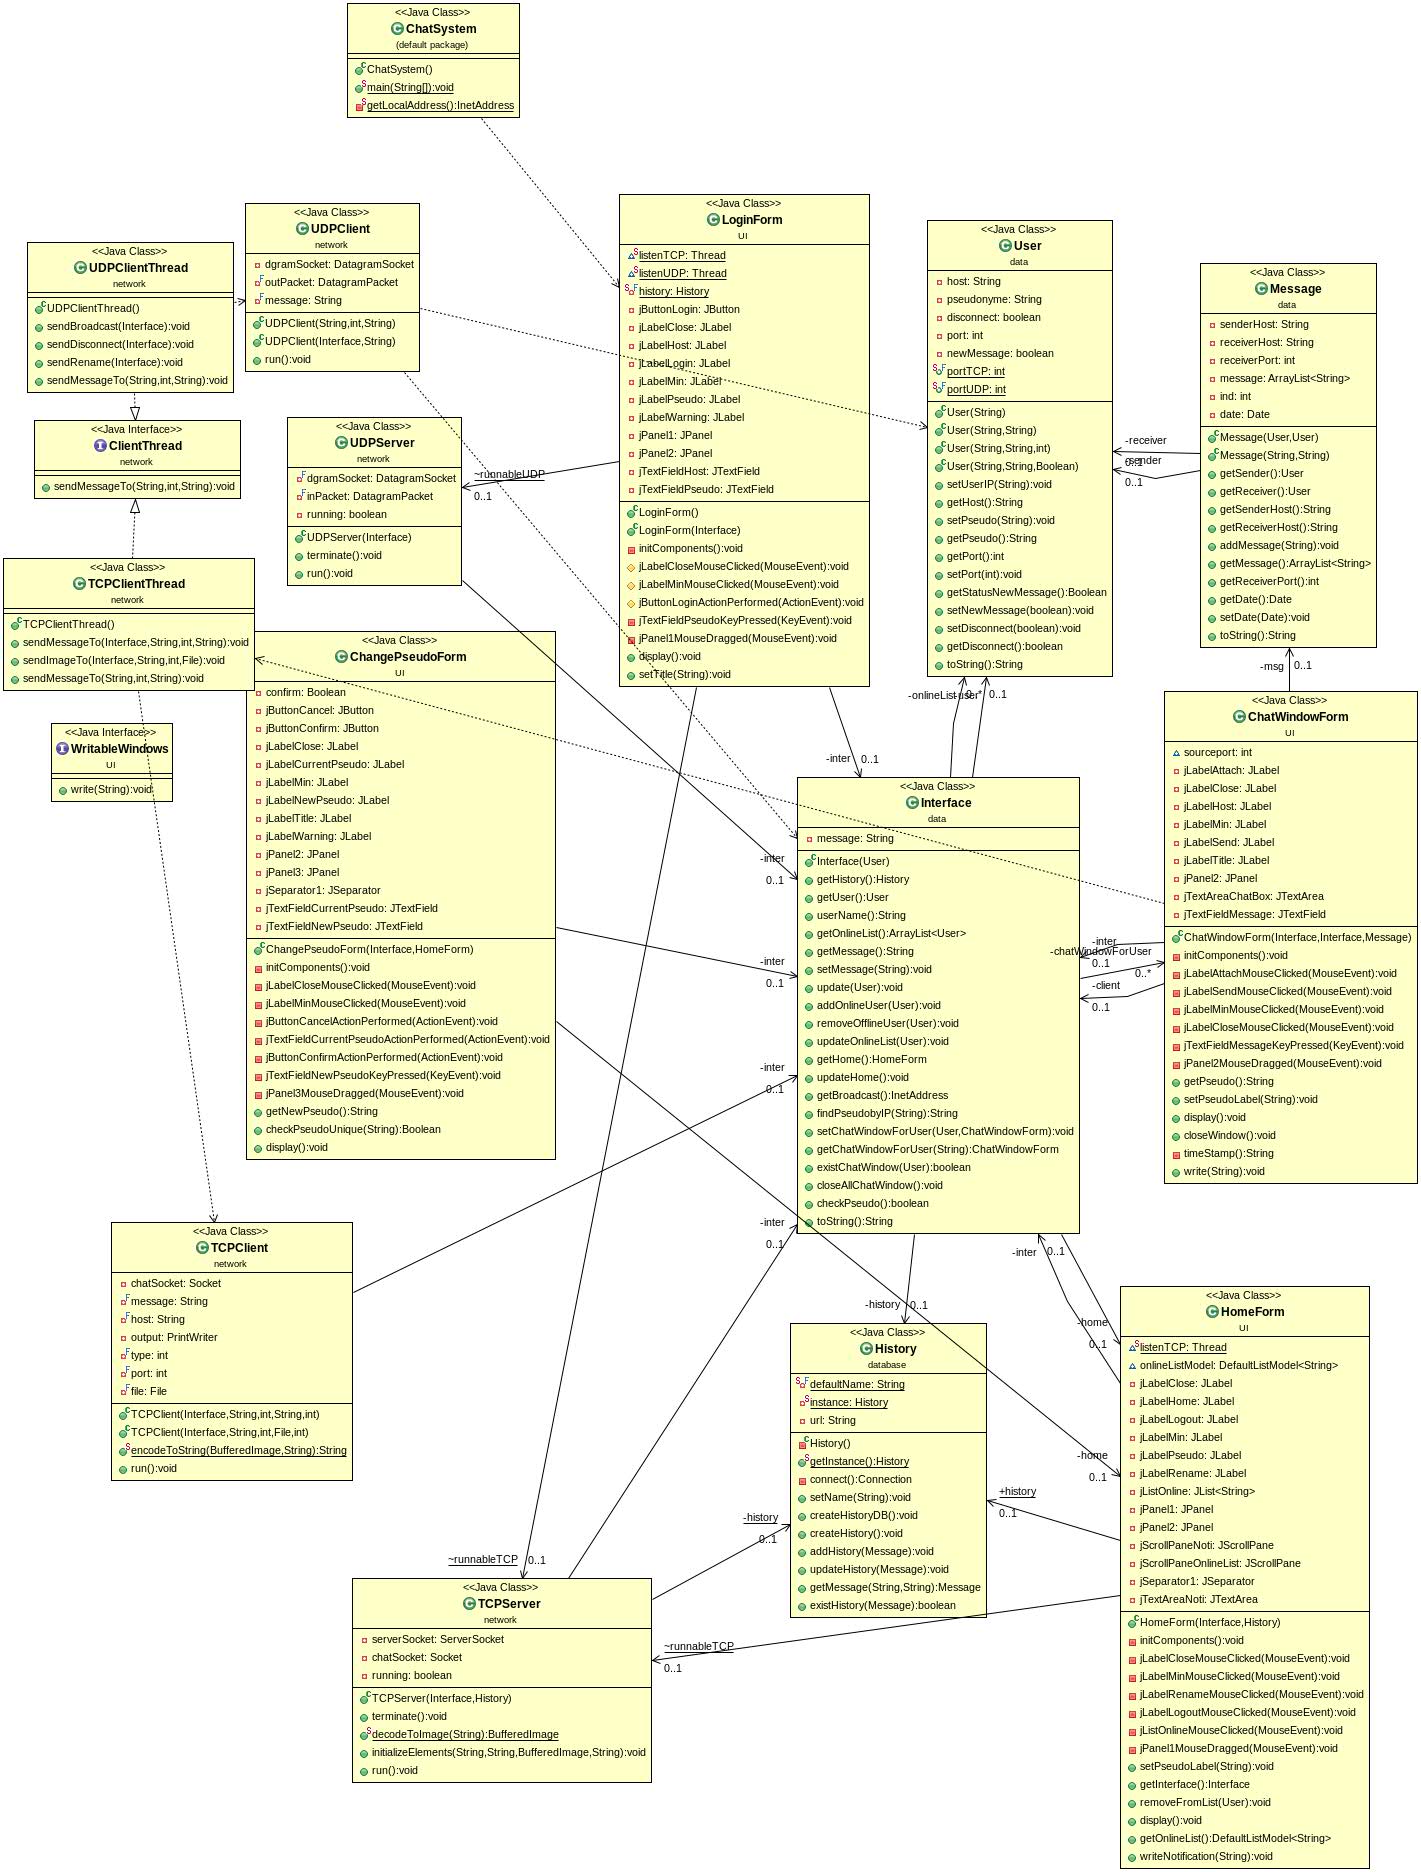 <<Java Class>>
ChatSystem
(default package)
ChatSystem()
main(String[]):void
getLocalAddress():InetAddress
<<Java Class>>
UDPClientThread
network
UDPClientThread()
sendBroadcast(Interface):void
sendDisconnect(Interface):void
sendRename(Interface):void
sendMessageTo(String,int,String):void
<<Java Class>>
UDPClient
network
dgramSocket: DatagramSocket
outPacket: DatagramPacket
message: String
UDPClient(String,int,String)
UDPClient(Interface,String)
run():void
<<Java Class>>
LoginForm
UI
listenTCP: Thread
listenUDP: Thread
history: History
jButtonLogin: JButton
jLabelClose: JLabel
jLabelHost: JLabel
jLabelLogin: JLabel
jLabelMin: JLabel
jLabelPseudo: JLabel
jLabelWarning: JLabel
jPanel1: JPanel
jPanel2: JPanel
jTextFieldHost: JTextField
jTextFieldPseudo: JTextField
LoginForm()
LoginForm(Interface)
initComponents():void
jLabelCloseMouseClicked(MouseEvent):void
jLabelMinMouseClicked(MouseEvent):void
jButtonLoginActionPerformed(ActionEvent):void
jTextFieldPseudoKeyPressed(KeyEvent):void
jPanel1MouseDragged(MouseEvent):void
display():void
setTitle(String):void
<<Java Class>>
User
data
host: String
pseudonyme: String
disconnect: boolean
port: int
newMessage: boolean
portTCP: int
portUDP: int
User(String)
User(String,String)
User(String,String,int)
User(String,String,Boolean)
setUserIP(String):void
getHost():String
setPseudo(String):void
getPseudo():String
getPort():int
setPort(int):void
getStatusNewMessage():Boolean
setNewMessage(boolean):void
setDisconnect(boolean):void
getDisconnect():boolean
toString():String
<<Java Class>>
Message
data
senderHost: String
receiverHost: String
receiverPort: int
message: ArrayList<String>
ind: int
date: Date
Message(User,User)
Message(String,String)
getSender():User
getReceiver():User
getSenderHost():String
getReceiverHost():String
addMessage(String):void
getMessage():ArrayList<String>
getReceiverPort():int
getDate():Date
setDate(Date):void
toString():String
-receiver
0..1
-sender
0..1
<<Java Interface>>
ClientThread
network
sendMessageTo(String,int,String):void
<<Java Class>>
UDPServer
network
dgramSocket: DatagramSocket
inPacket: DatagramPacket
running: boolean
UDPServer(Interface)
terminate():void
run():void
~runnableUDP
0..1
<<Java Class>>
TCPClientThread
network
TCPClientThread()
sendMessageTo(Interface,String,int,String):void
sendImageTo(Interface,String,int,File):void
sendMessageTo(String,int,String):void
<<Java Interface>>
WritableWindows
UI
write(String):void
<<Java Class>>
ChangePseudoForm
UI
confirm: Boolean
jButtonCancel: JButton
jButtonConfirm: JButton
jLabelClose: JLabel
jLabelCurrentPseudo: JLabel
jLabelMin: JLabel
jLabelNewPseudo: JLabel
jLabelTitle: JLabel
jLabelWarning: JLabel
jPanel2: JPanel
jPanel3: JPanel
jSeparator1: JSeparator
jTextFieldCurrentPseudo: JTextField
jTextFieldNewPseudo: JTextField
ChangePseudoForm(Interface,HomeForm)
initComponents():void
jLabelCloseMouseClicked(MouseEvent):void
jLabelMinMouseClicked(MouseEvent):void
jButtonCancelActionPerformed(ActionEvent):void
jTextFieldCurrentPseudoActionPerformed(ActionEvent):void
jButtonConfirmActionPerformed(ActionEvent):void
jTextFieldNewPseudoKeyPressed(KeyEvent):void
jPanel3MouseDragged(MouseEvent):void
getNewPseudo():String
checkPseudoUnique(String):Boolean
display():void
-onlineList
0..*
-user
0..1
-msg
0..1
-inter
0..1
-inter
0..1
-inter
0..1
-inter
0..1
-inter
0..1
<<Java Class>>
Interface
data
message: String
Interface(User)
getHistory():History
getUser():User
userName():String
getOnlineList():ArrayList<User>
getMessage():String
setMessage(String):void
update(User):void
addOnlineUser(User):void
removeOfflineUser(User):void
updateOnlineList(User):void
getHome():HomeForm
updateHome():void
getBroadcast():InetAddress
findPseudobyIP(String):String
setChatWindowForUser(User,ChatWindowForm):void
getChatWindowForUser(String):ChatWindowForm
existChatWindow(User):boolean
closeAllChatWindow():void
checkPseudo():boolean
toString():String
-inter
0..1
-chatWindowForUser
0..*
-client
0..1
<<Java Class>>
ChatWindowForm
UI
sourceport: int
jLabelAttach: JLabel
jLabelClose: JLabel
jLabelHost: JLabel
jLabelMin: JLabel
jLabelSend: JLabel
jLabelTitle: JLabel
jPanel2: JPanel
jTextAreaChatBox: JTextArea
jTextFieldMessage: JTextField
ChatWindowForm(Interface,Interface,Message)
initComponents():void
jLabelAttachMouseClicked(MouseEvent):void
jLabelSendMouseClicked(MouseEvent):void
jLabelMinMouseClicked(MouseEvent):void
jLabelCloseMouseClicked(MouseEvent):void
jTextFieldMessageKeyPressed(KeyEvent):void
jPanel2MouseDragged(MouseEvent):void
getPseudo():String
setPseudoLabel(String):void
display():void
closeWindow():void
timeStamp():String
write(String):void
<<Java Class>>
TCPClient
network
chatSocket: Socket
message: String
host: String
output: PrintWriter
type: int
port: int
file: File
TCPClient(Interface,String,int,String,int)
TCPClient(Interface,String,int,File,int)
encodeToString(BufferedImage,String):String
run():void
-inter
0..1
-home
0..1
-history
0..1
-home
0..1
+history
0..1
-history
0..1
<<Java Class>>
History
database
defaultName: String
instance: History
url: String
History()
getInstance():History
connect():Connection
setName(String):void
createHistoryDB():void
createHistory():void
addHistory(Message):void
updateHistory(Message):void
getMessage(String,String):Message
existHistory(Message):boolean
<<Java Class>>
HomeForm
UI
listenTCP: Thread
onlineListModel: DefaultListModel<String>
jLabelClose: JLabel
jLabelHome: JLabel
jLabelLogout: JLabel
jLabelMin: JLabel
jLabelPseudo: JLabel
jLabelRename: JLabel
jListOnline: JList<String>
jPanel1: JPanel
jPanel2: JPanel
jScrollPaneNoti: JScrollPane
jScrollPaneOnlineList: JScrollPane
jSeparator1: JSeparator
jTextAreaNoti: JTextArea
HomeForm(Interface,History)
initComponents():void
jLabelCloseMouseClicked(MouseEvent):void
jLabelMinMouseClicked(MouseEvent):void
jLabelRenameMouseClicked(MouseEvent):void
jLabelLogoutMouseClicked(MouseEvent):void
jListOnlineMouseClicked(MouseEvent):void
jPanel1MouseDragged(MouseEvent):void
setPseudoLabel(String):void
getInterface():Interface
removeFromList(User):void
display():void
getOnlineList():DefaultListModel<String>
writeNotification(String):void
~runnableTCP
0..1
~runnableTCP
0..1
<<Java Class>>
TCPServer
network
serverSocket: ServerSocket
chatSocket: Socket
running: boolean
TCPServer(Interface,History)
terminate():void
decodeToImage(String):BufferedImage
initializeElements(String,String,BufferedImage,String):void
run():void